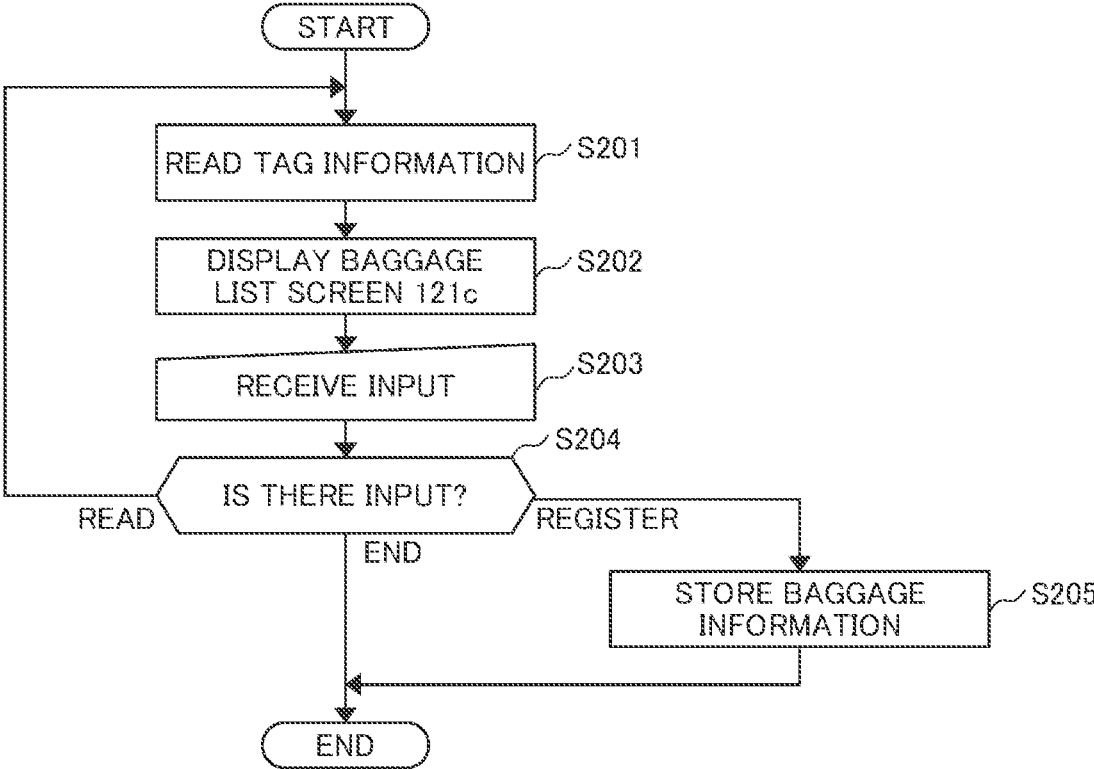 START
READ TAG INFORMATION
S201
DISPLAY BAGGAGE
LIST SCREEN 121c
S202
RECEIVE INPUT
S203
IS THERE INPUT?
S204
READ
REGISTER
END
STORE BAGGAGE
INFORMATION
S205
END